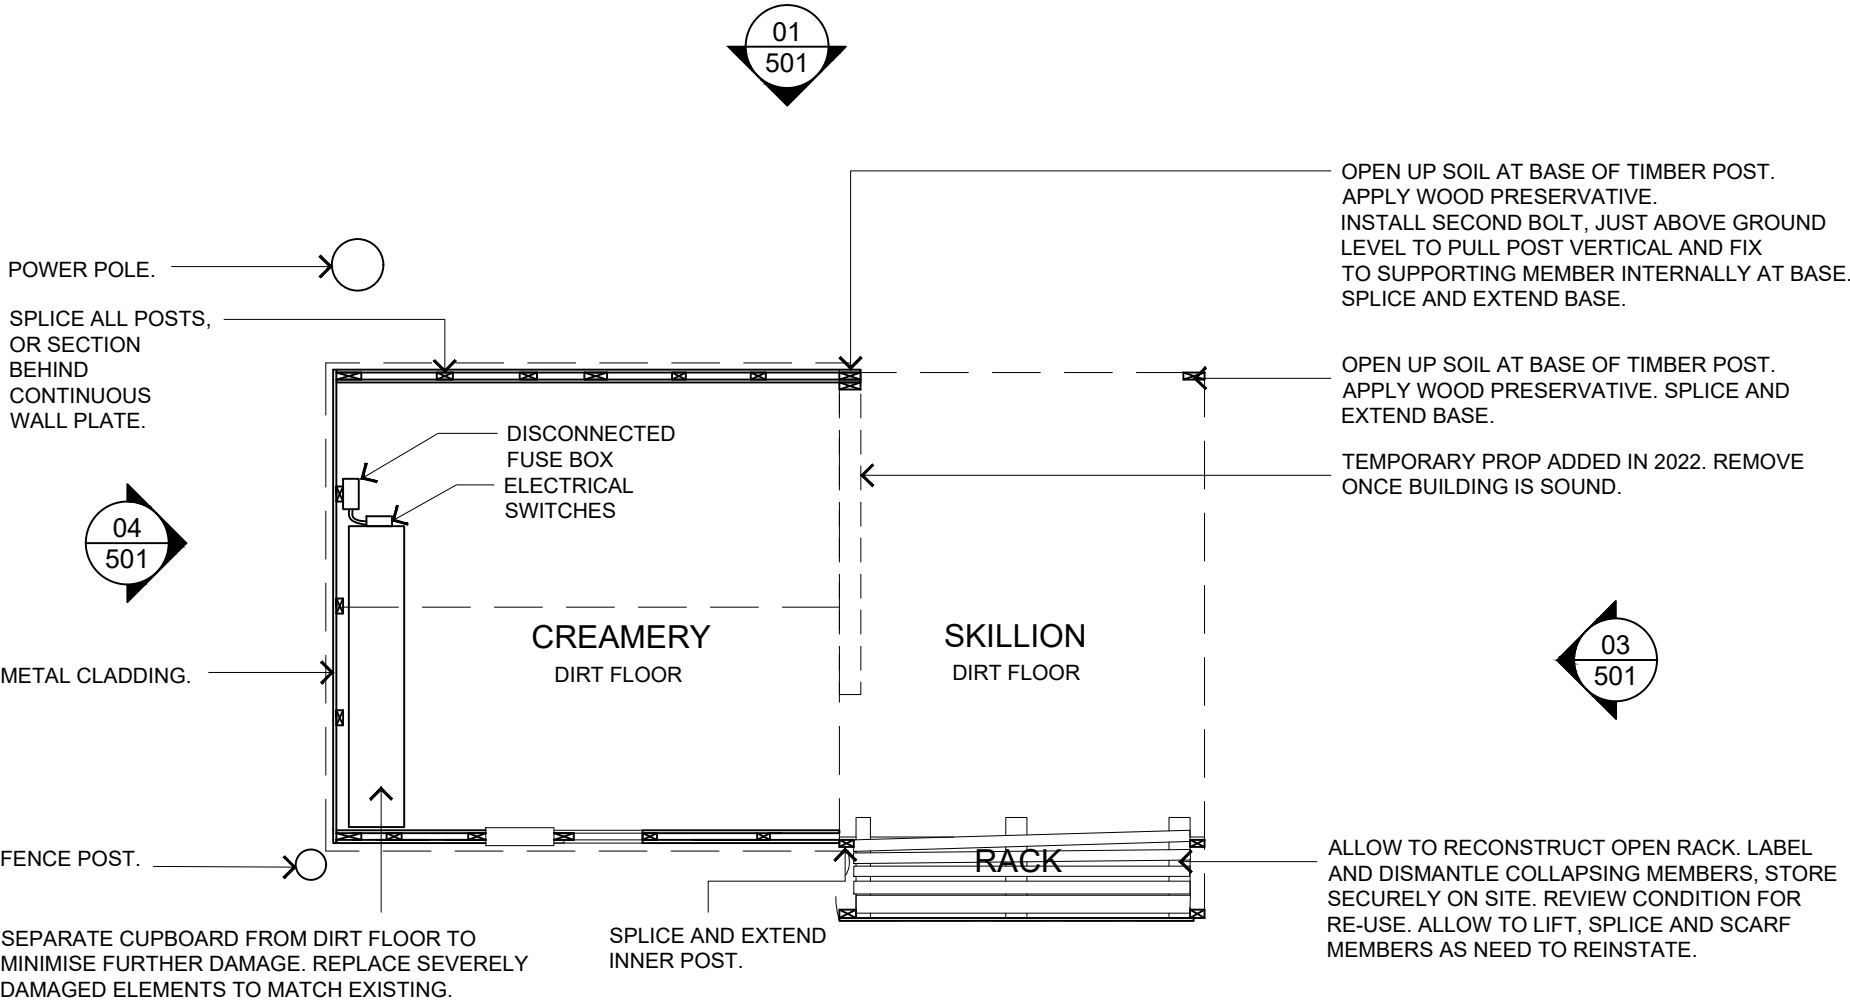 01
501
OPEN UP SOIL AT BASE OF TIMBER POST.
APPLY WOOD PRESERVATIVE.
INSTALL SECOND BOLT, JUST ABOVE GROUND
LEVEL TO PULL POST VERTICAL AND FIX
TO SUPPORTING MEMBER INTERNALLY AT BASE.
SPLICE AND EXTEND BASE.
POWER POLE.
SPLICE ALL POSTS,
OR SECTION
BEHIND
CONTINUOUS
WALL PLATE.
OPEN UP SOIL AT BASE OF TIMBER POST.
APPLY WOOD PRESERVATIVE. SPLICE AND
EXTEND BASE.
DISCONNECTED
FUSE BOX
ELECTRICAL
SWITCHES
TEMPORARY PROP ADDED IN 2022. REMOVE
ONCE BUILDING IS SOUND.
04
501
CREAMERY
DIRT FLOOR
SKILLION
DIRT FLOOR
03
501
METAL CLADDING.
FENCE POST.
RACK
ALLOW TO RECONSTRUCT OPEN RACK. LABEL
AND DISMANTLE COLLAPSING MEMBERS, STORE
SECURELY ON SITE. REVIEW CONDITION FOR
RE-USE. ALLOW TO LIFT, SPLICE AND SCARF
MEMBERS AS NEED TO REINSTATE.
SEPARATE CUPBOARD FROM DIRT FLOOR TO
MINIMISE FURTHER DAMAGE. REPLACE SEVERELY
DAMAGED ELEMENTS TO MATCH EXISTING.
SPLICE AND EXTEND
INNER POST.